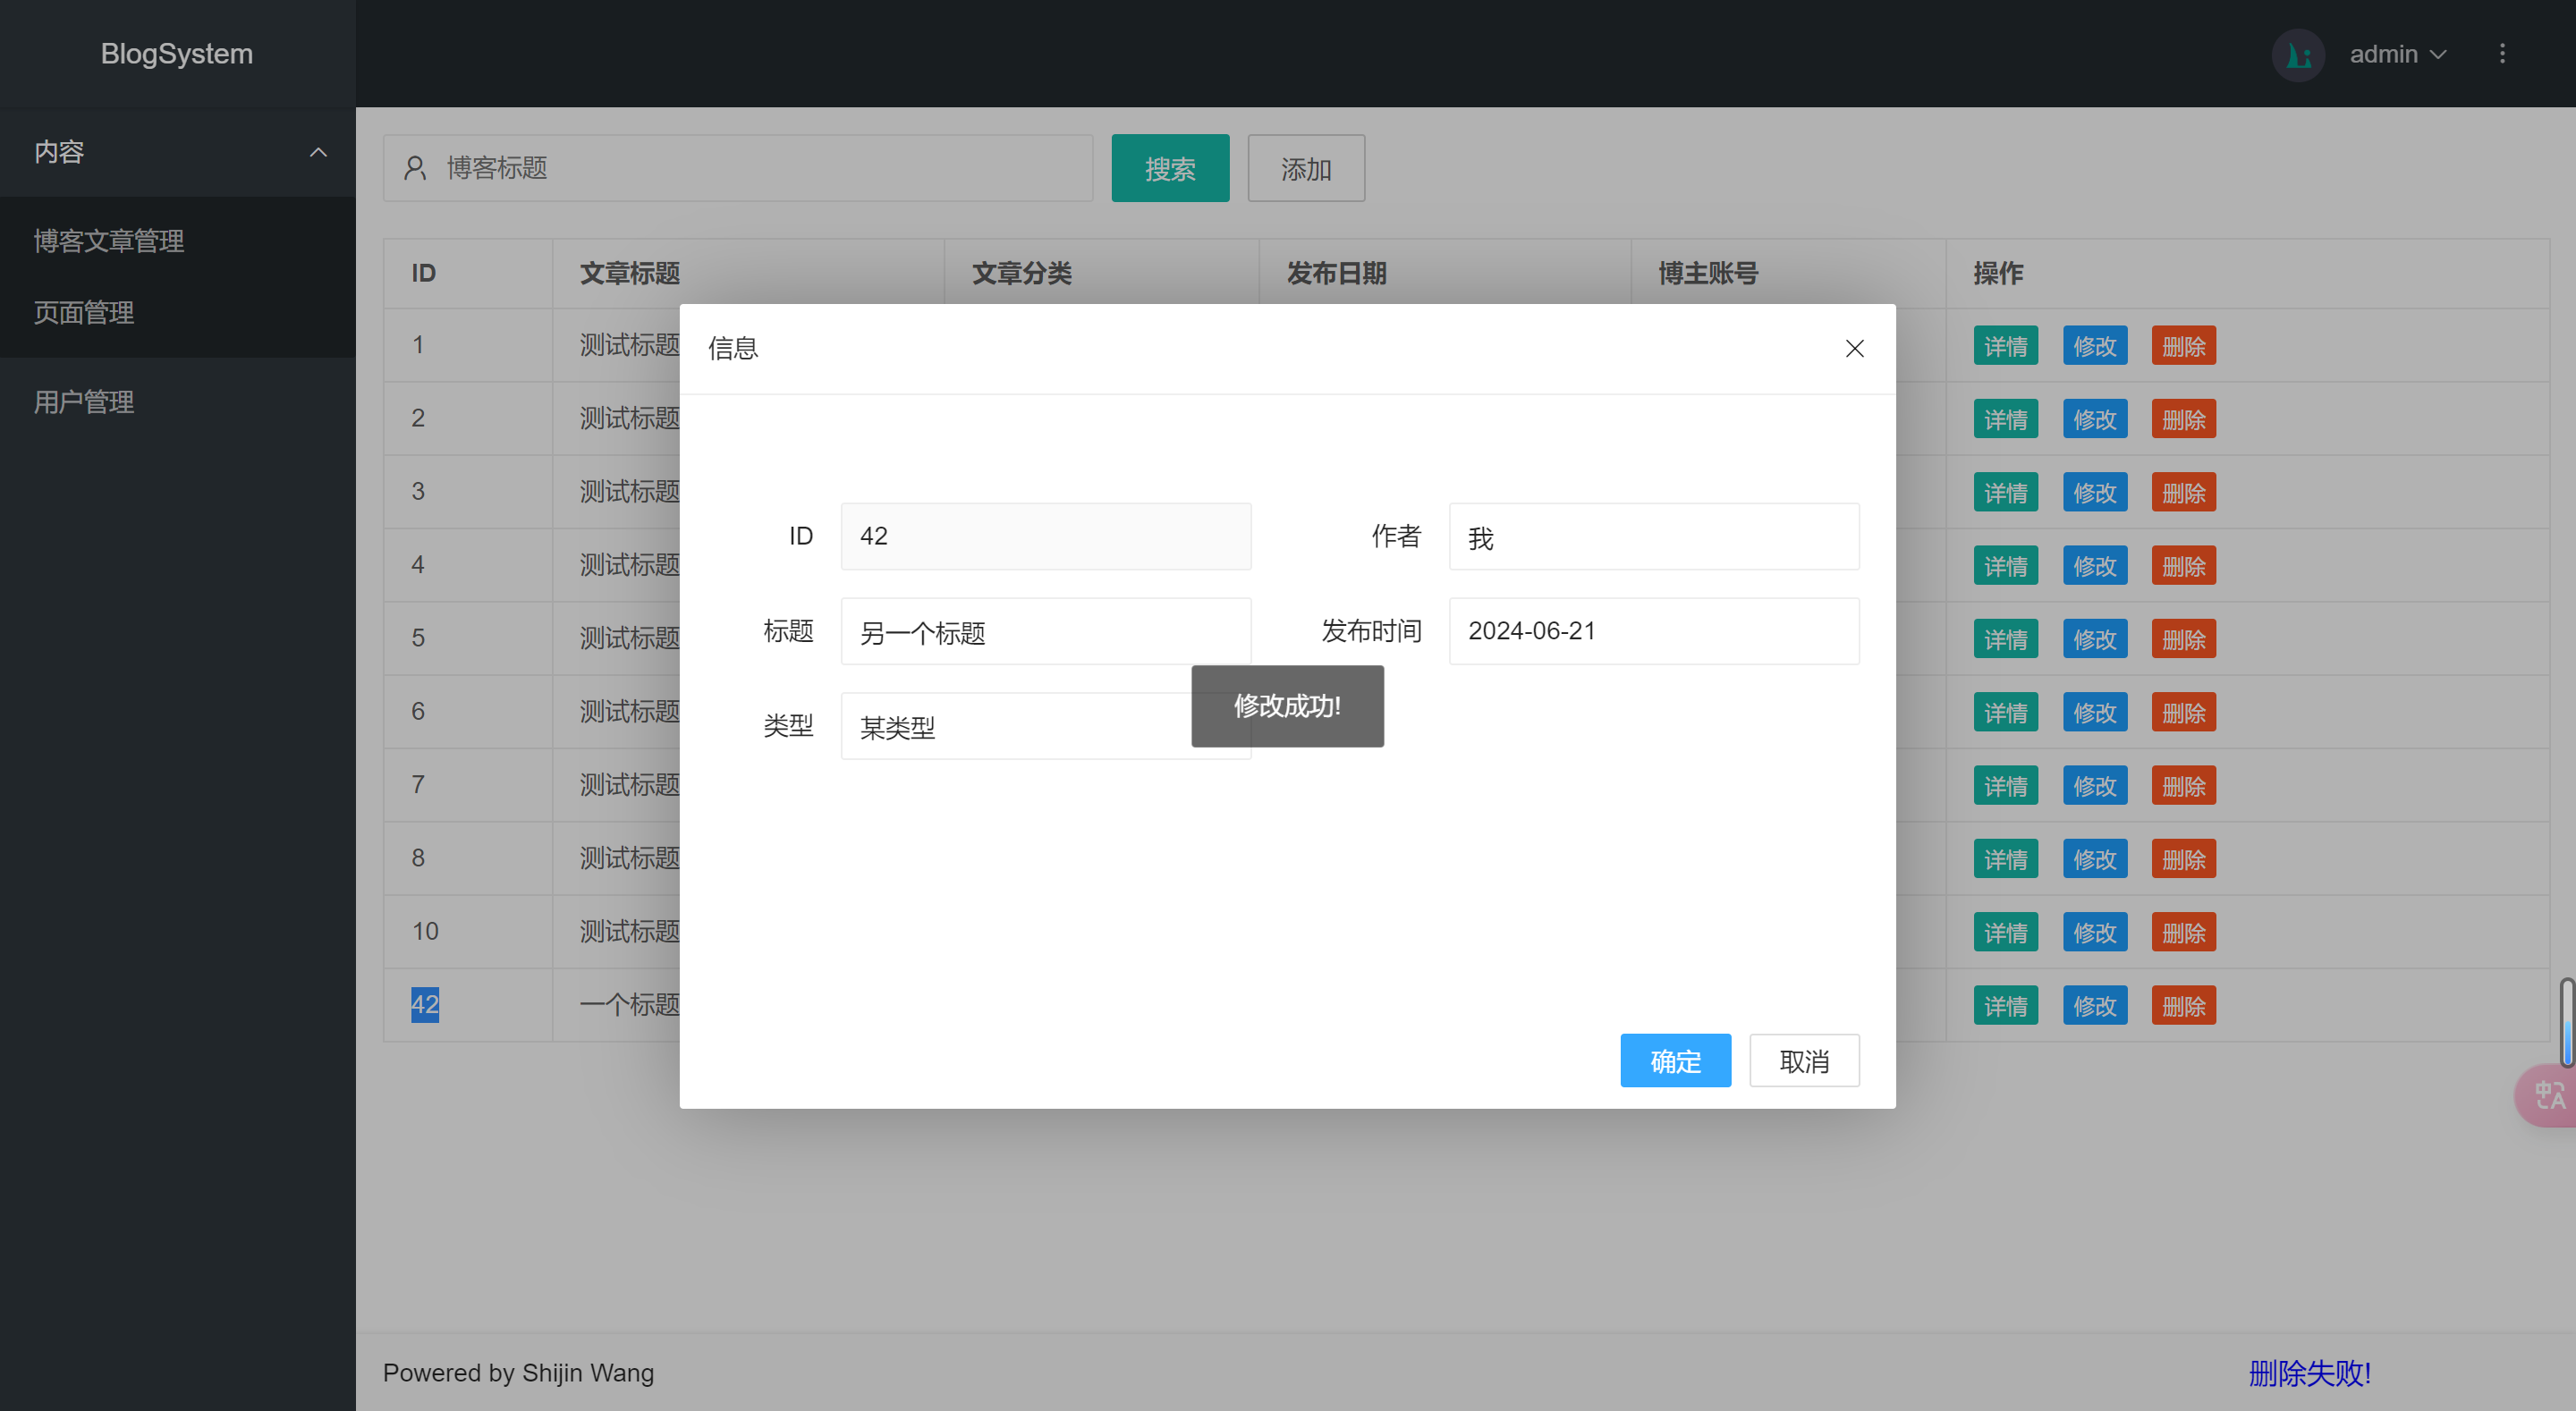 BlogSystem
admin
内容
博客文章管理
页面管理
用户管理
博客标题 搜索 添加
ID 文章标题 文章分类 发布日期 博主账号 操作
1 测试标题 详情 修改 删除
2 测试标题 详情 修改 删除
3 测试标题 详情 修改 删除
4 测试标题 详情 修改 删除
5 测试标题 详情 修改 删除
6 测试标题 详情 修改 删除
7 测试标题 详情 修改 删除
8 测试标题 详情 修改 删除
10 测试标题 详情 修改 删除
42 一个标题 详情 修改 删除
信息
ID 42 作者 我
标题 另一个标题 发布时间 2024-06-21
类型 某类型
修改成功!
确定 取消
中A
Powered by Shijin Wang 删除失败!